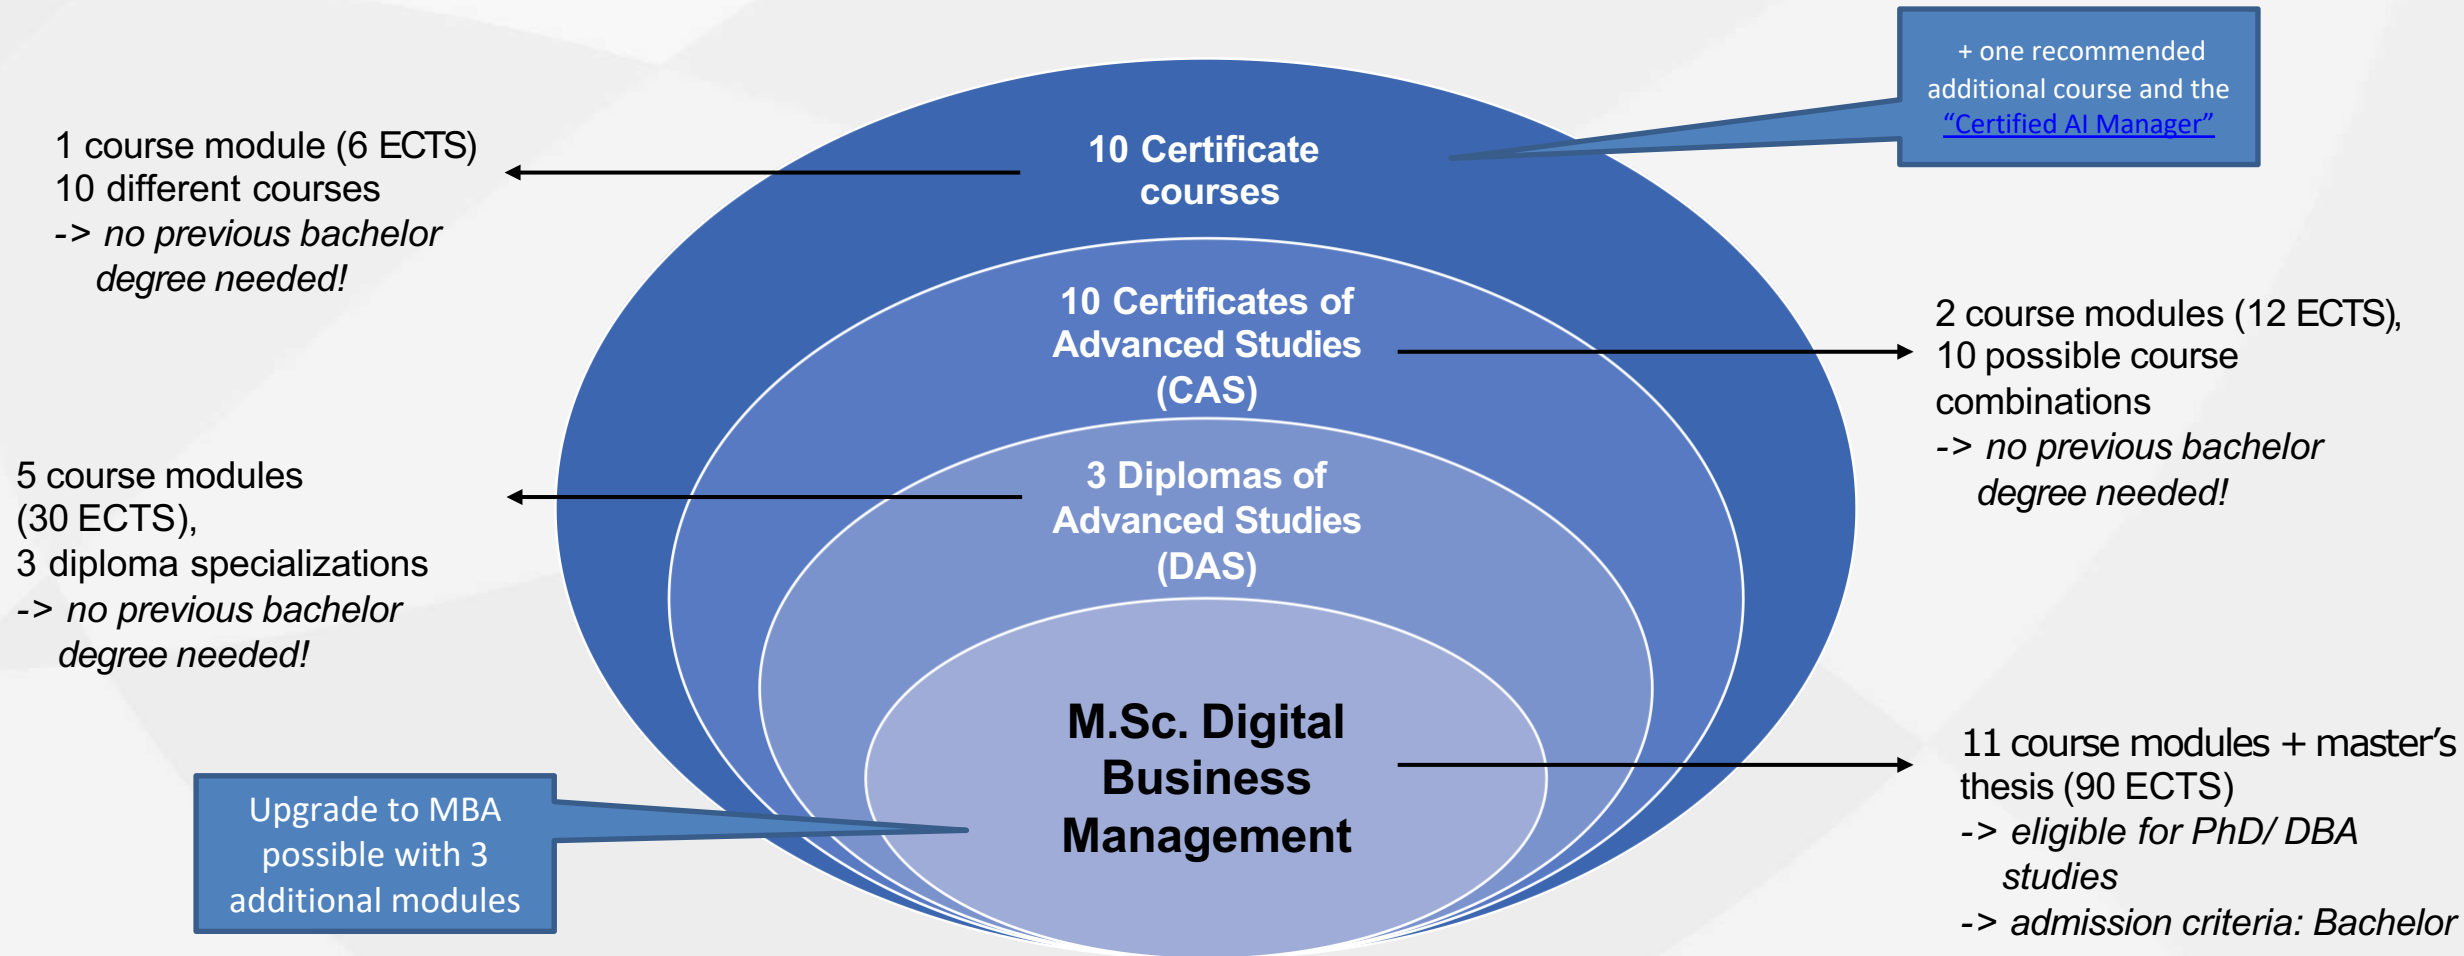 + one recommended
additional course and the
“Certified AI Manager”
1 course module (6 ECTS)
10 different courses
-> no previous bachelor
degree needed!
10 Certificate
courses
10 Certificates of
Advanced Studies
(CAS)
2 course modules (12 ECTS),
10 possible course
combinations
-> no previous bachelor
degree needed!
5 course modules
(30 ECTS),
3 diploma specializations
-> no previous bachelor
degree needed!
3 Diplomas of
Advanced Studies
(DAS)
M.Sc. Digital
Business
Management
Upgrade to MBA
possible with 3
additional modules
11 course modules + master’s
thesis (90 ECTS)
-> eligible for PhD/ DBA
studies
-> admission criteria: Bachelor